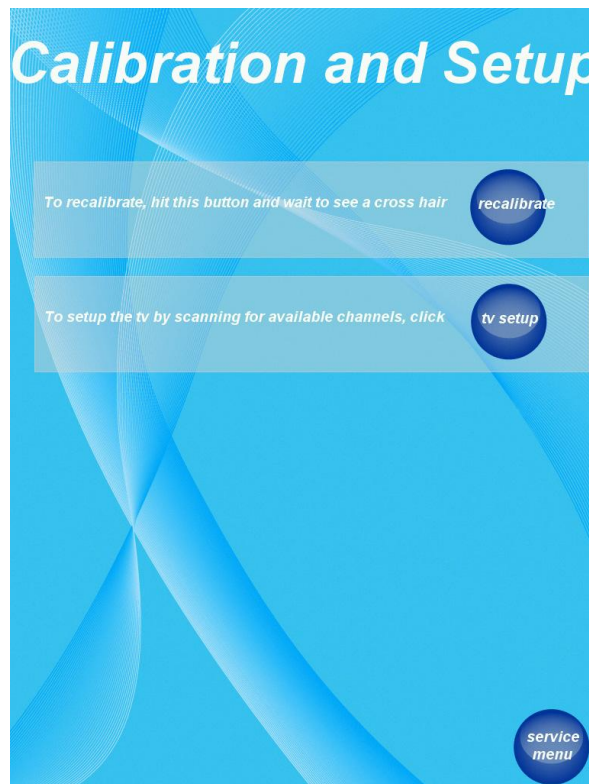 Calibration and Setup
To recalibrate, hit this button and wait to see a cross hair
recalibrate
To setup the tv by scanning for available channels, click
tv setup
service
menu